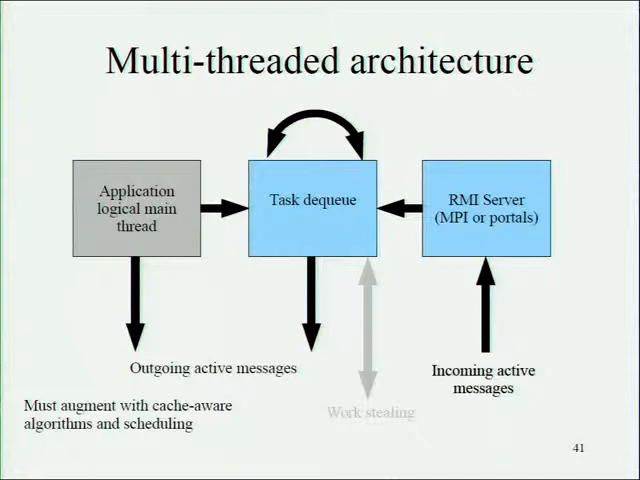 Multi-threaded architecture
Application
logical main
thread
Task dequeue
RMI Server
(MPI or portals)
Outgoing active messages
Incoming active
messages
Must augment with cache-aware
algorithms and scheduling
Work stealing
41